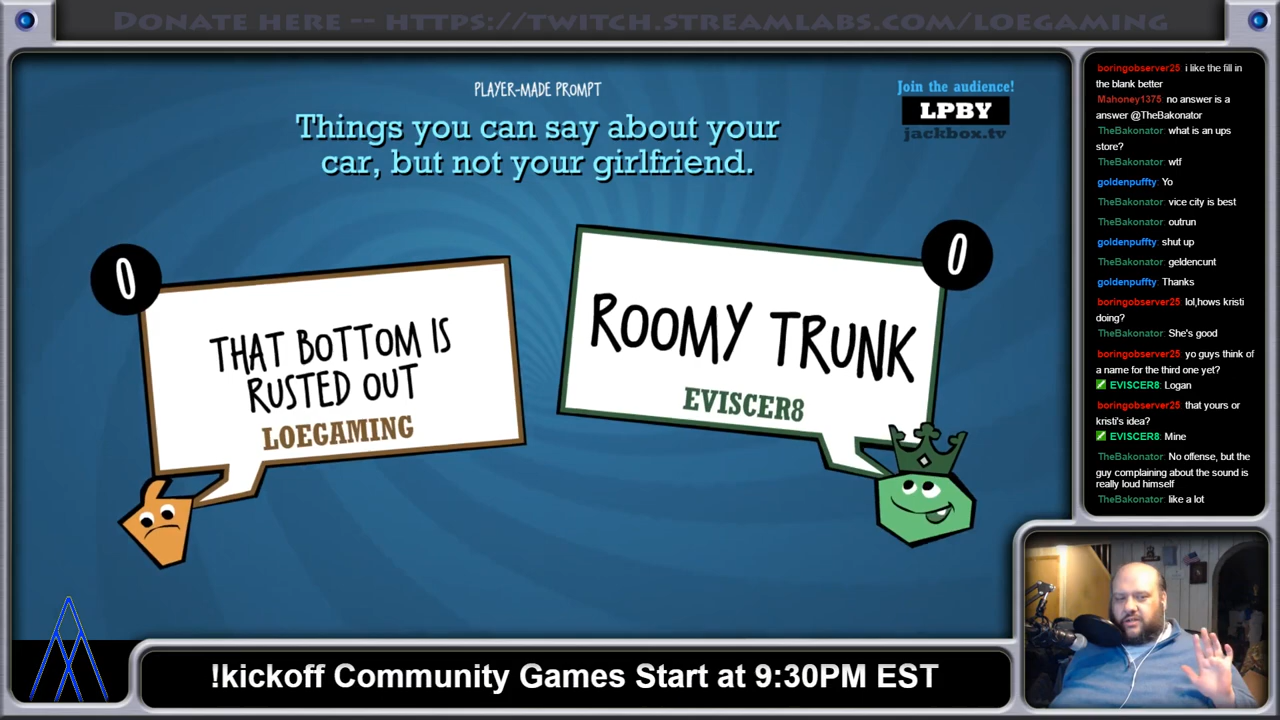 Donate here -- https://twitch.streamlabs.com/loegaming
PLAYER-MADE PROMPT
Things you can say about your
car, but not your girlfriend.
Join the audience!
LPBY
jackbox.tv
0
THAT BOTTOM IS
RUSTED OUT
LOEGAMING
0
ROOMY TRUNK
EVISCER8
boringobserver25: i like the fill in
the blank better
Mahoney1375: no answer is a
answer @TheBakonator
TheBakonator: what is an ups
store?
TheBakonator: wtf
goldenpuffty: Yo
TheBakonator: vice city is best
TheBakonator: outrun
goldenpuffty: shut up
TheBakonator: geldencunt
goldenpuffty: Thanks
boringobserver25: lol,hows kristi
doing?
TheBakonator: She's good
boringobserver25: yo guys think of
a name for the third one yet?
EVISCER8: Logan
boringobserver25: that yours or
kristi's idea?
EVISCER8: Mine
TheBakonator: No offense, but the
guy complaining about the sound is
really loud himself
TheBakonator: like a lot
!kickoff Community Games Start at 9:30PM EST